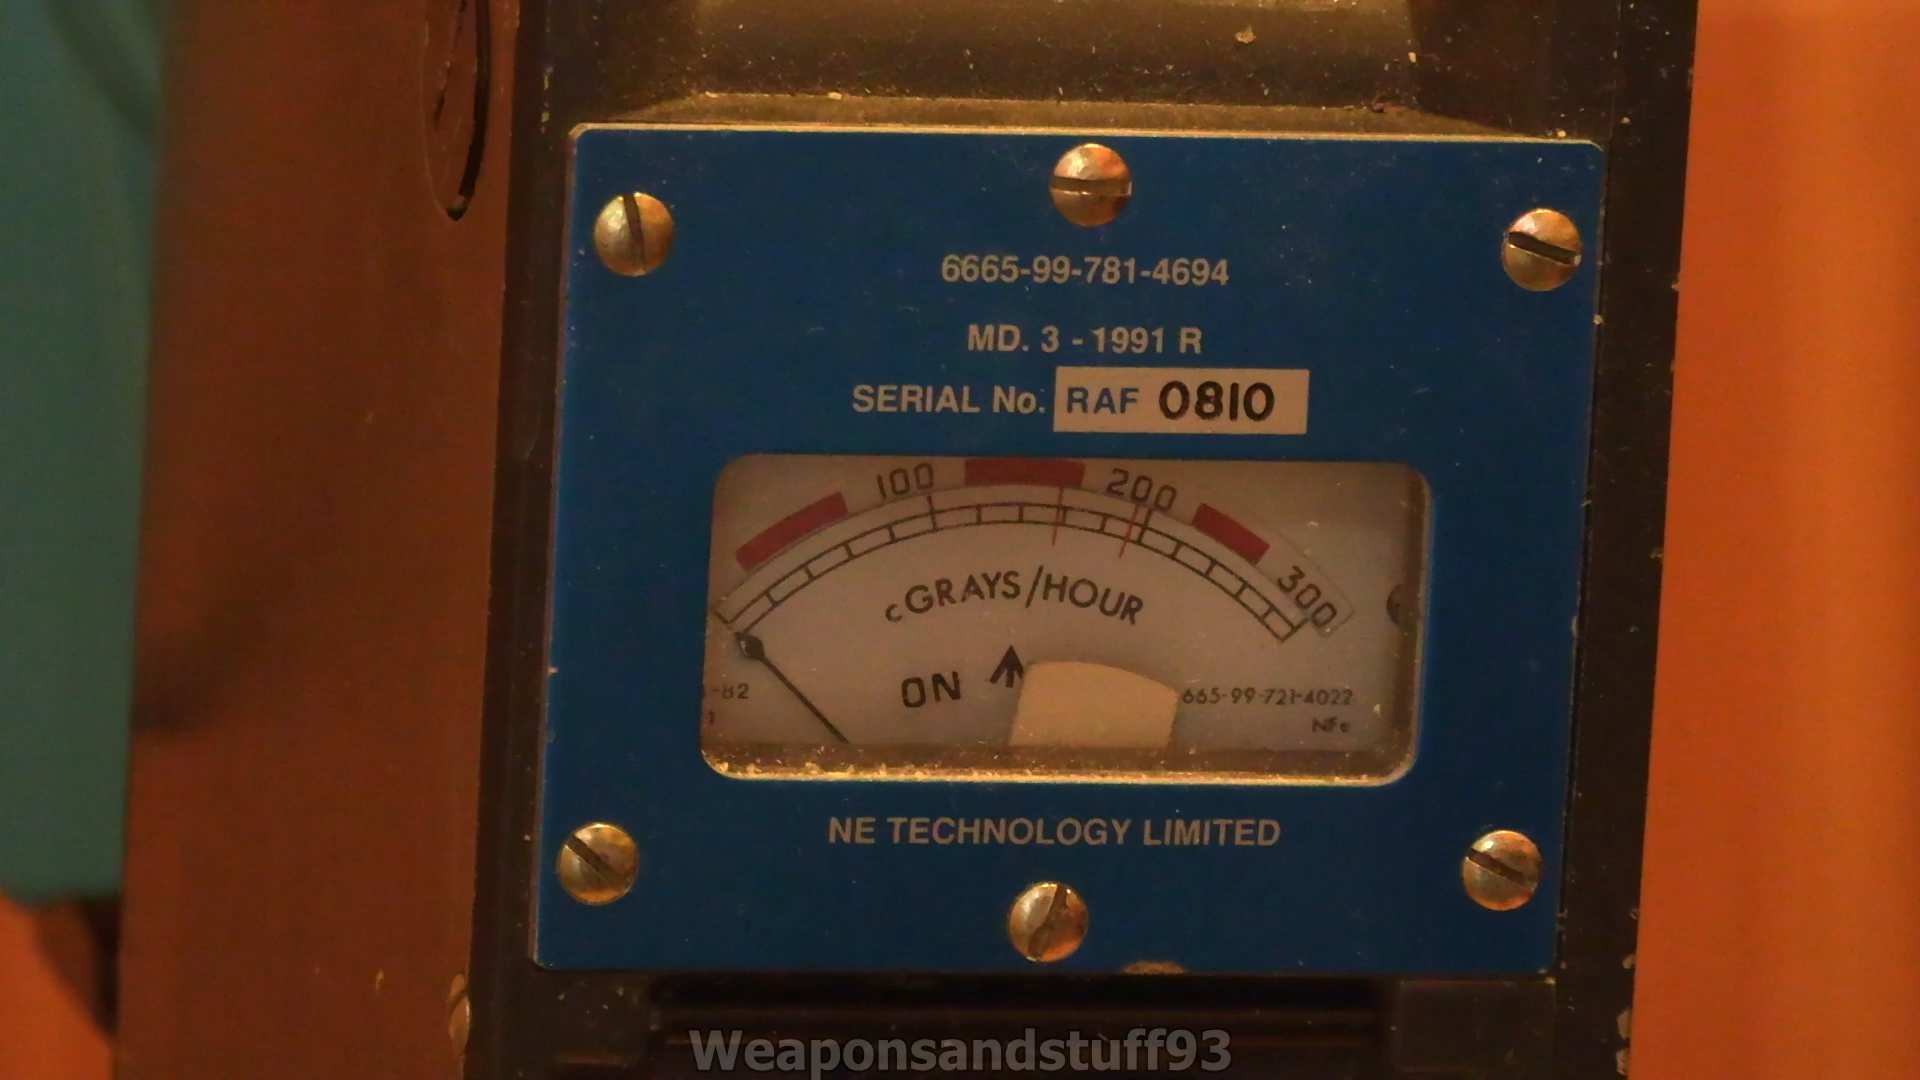 6665-99-781-4694
MD. 3 - 1991 R
SERIAL No. RAF 0810
100 200 300
cGRAYS/HOUR
ON
-82
665-99-721-4022
NFe
NE TECHNOLOGY LIMITED
Weaponsandstuff93